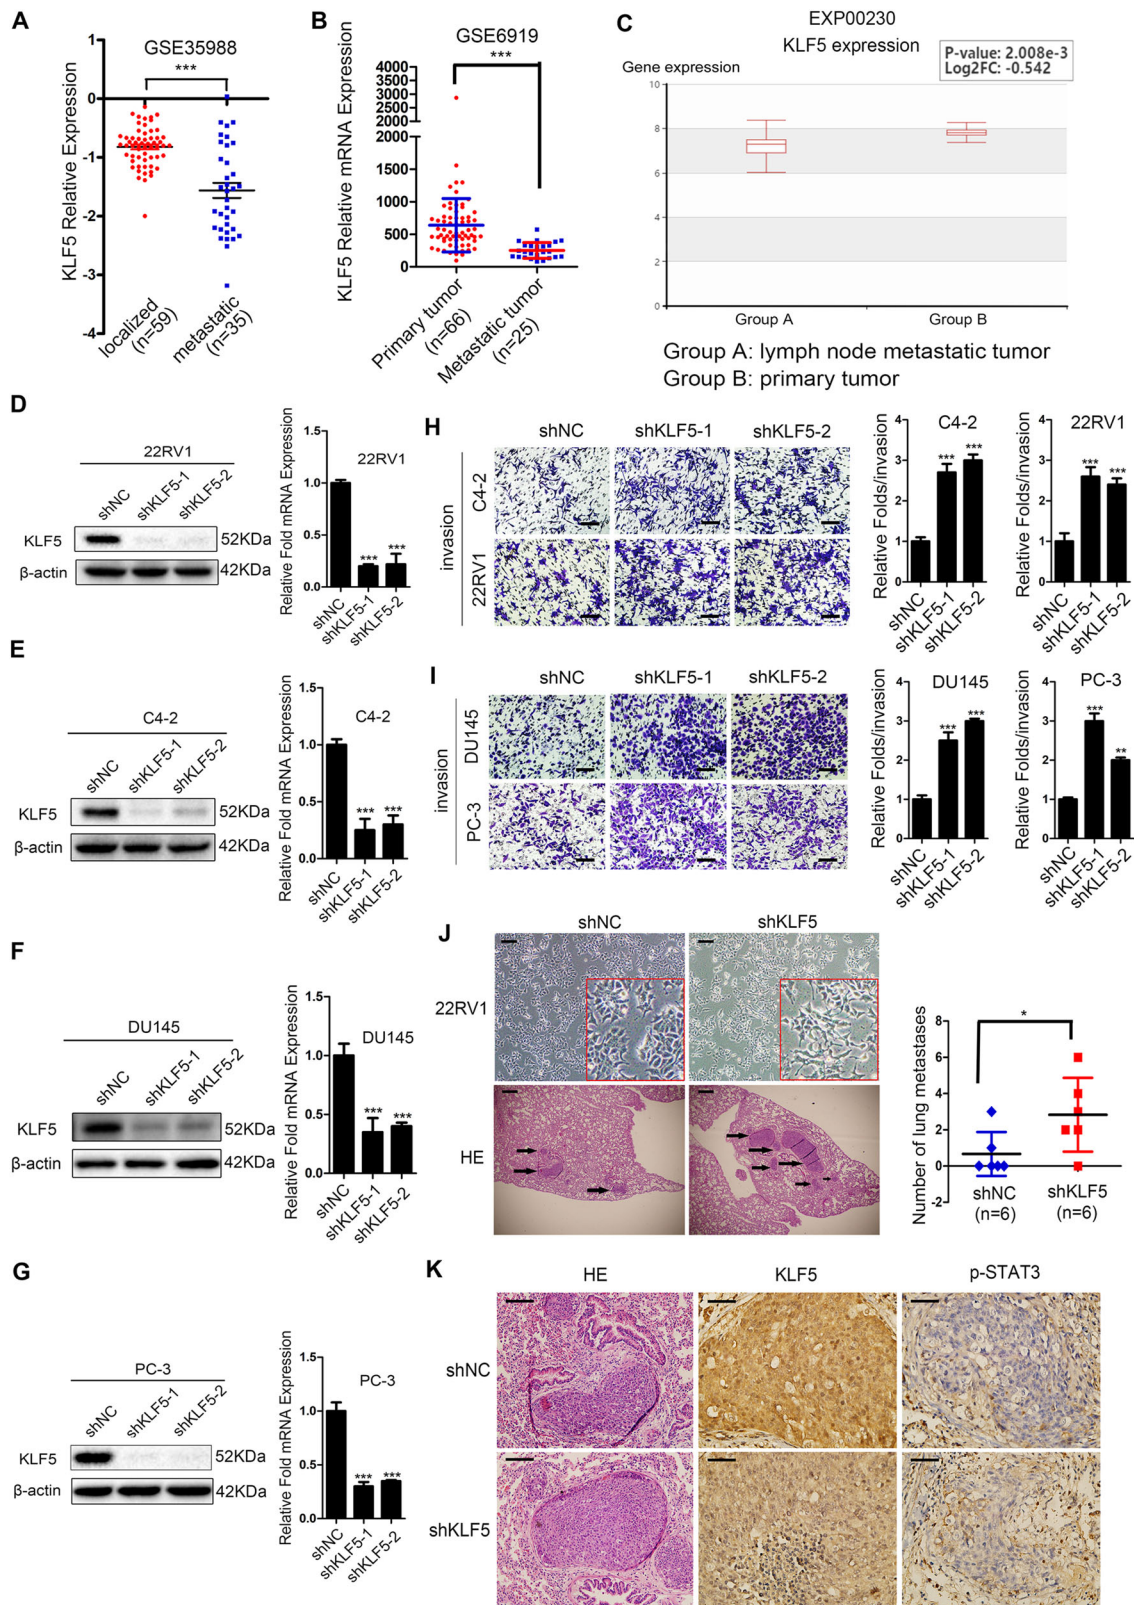 A
GSE35988
***
KLF5 Relative Expression
1
0
-1
-2
-3
-4
localized
(n=59)
metastatic
(n=35)
B
GSE6919
***
KLF5 Relative mRNA Expression
4000
3500
3000
2500
2000
2000
1500
1000
500
0
Primary tumor
(n=66)
Metastatic tumor
(n=25)
C
EXP00230
KLF5 expression
P-value: 2.008e-3
Log2FC: -0.542
Gene expression
10
8
6
4
2
0
Group A
Group B
Group A: lymph node metastatic tumor
Group B: primary tumor
D
22RV1
shNC
shKLF5-1
shKLF5-2
KLF5
52KDa
β-actin
42KDa
Relative Fold mRNA Expression
1.5
1.0
0.5
0.0
22RV1
***
***
shNC
shKLF5-1
shKLF5-2
E
C4-2
shNC
shKLF5-1
shKLF5-2
KLF5
52KDa
β-actin
42KDa
Relative Fold mRNA Expression
1.5
1.0
0.5
0.0
C4-2
***
***
shNC
shKLF5-1
shKLF5-2
F
DU145
shNC
shKLF5-1
shKLF5-2
KLF5
52KDa
β-actin
42KDa
Relative Fold mRNA Expression
1.5
1.0
0.5
0.0
DU145
***
***
shNC
shKLF5-1
shKLF5-2
G
PC-3
shNC
shKLF5-1
shKLF5-2
KLF5
52KDa
β-actin
42KDa
Relative Fold mRNA Expression
1.5
1.0
0.5
0.0
PC-3
***
***
shNC
shKLF5-1
shKLF5-2
H
shNC
shKLF5-1
shKLF5-2
invasion
C4-2
22RV1
Relative Folds/invasion
4
3
2
1
0
C4-2
***
***
shNC
shKLF5-1
shKLF5-2
Relative Folds/invasion
4
3
2
1
0
22RV1
***
***
shNC
shKLF5-1
shKLF5-2
I
shNC
shKLF5-1
shKLF5-2
invasion
DU145
PC-3
Relative Folds/invasion
4
3
2
1
0
DU145
***
***
shNC
shKLF5-1
shKLF5-2
Relative Folds/invasion
4
3
2
1
0
PC-3
***
**
shNC
shKLF5-1
shKLF5-2
J
shNC
shKLF5
22RV1
HE
Number of lung metastases
8
6
4
2
0
-2
*
shNC
(n=6)
shKLF5
(n=6)
K
HE
KLF5
p-STAT3
shNC
shKLF5